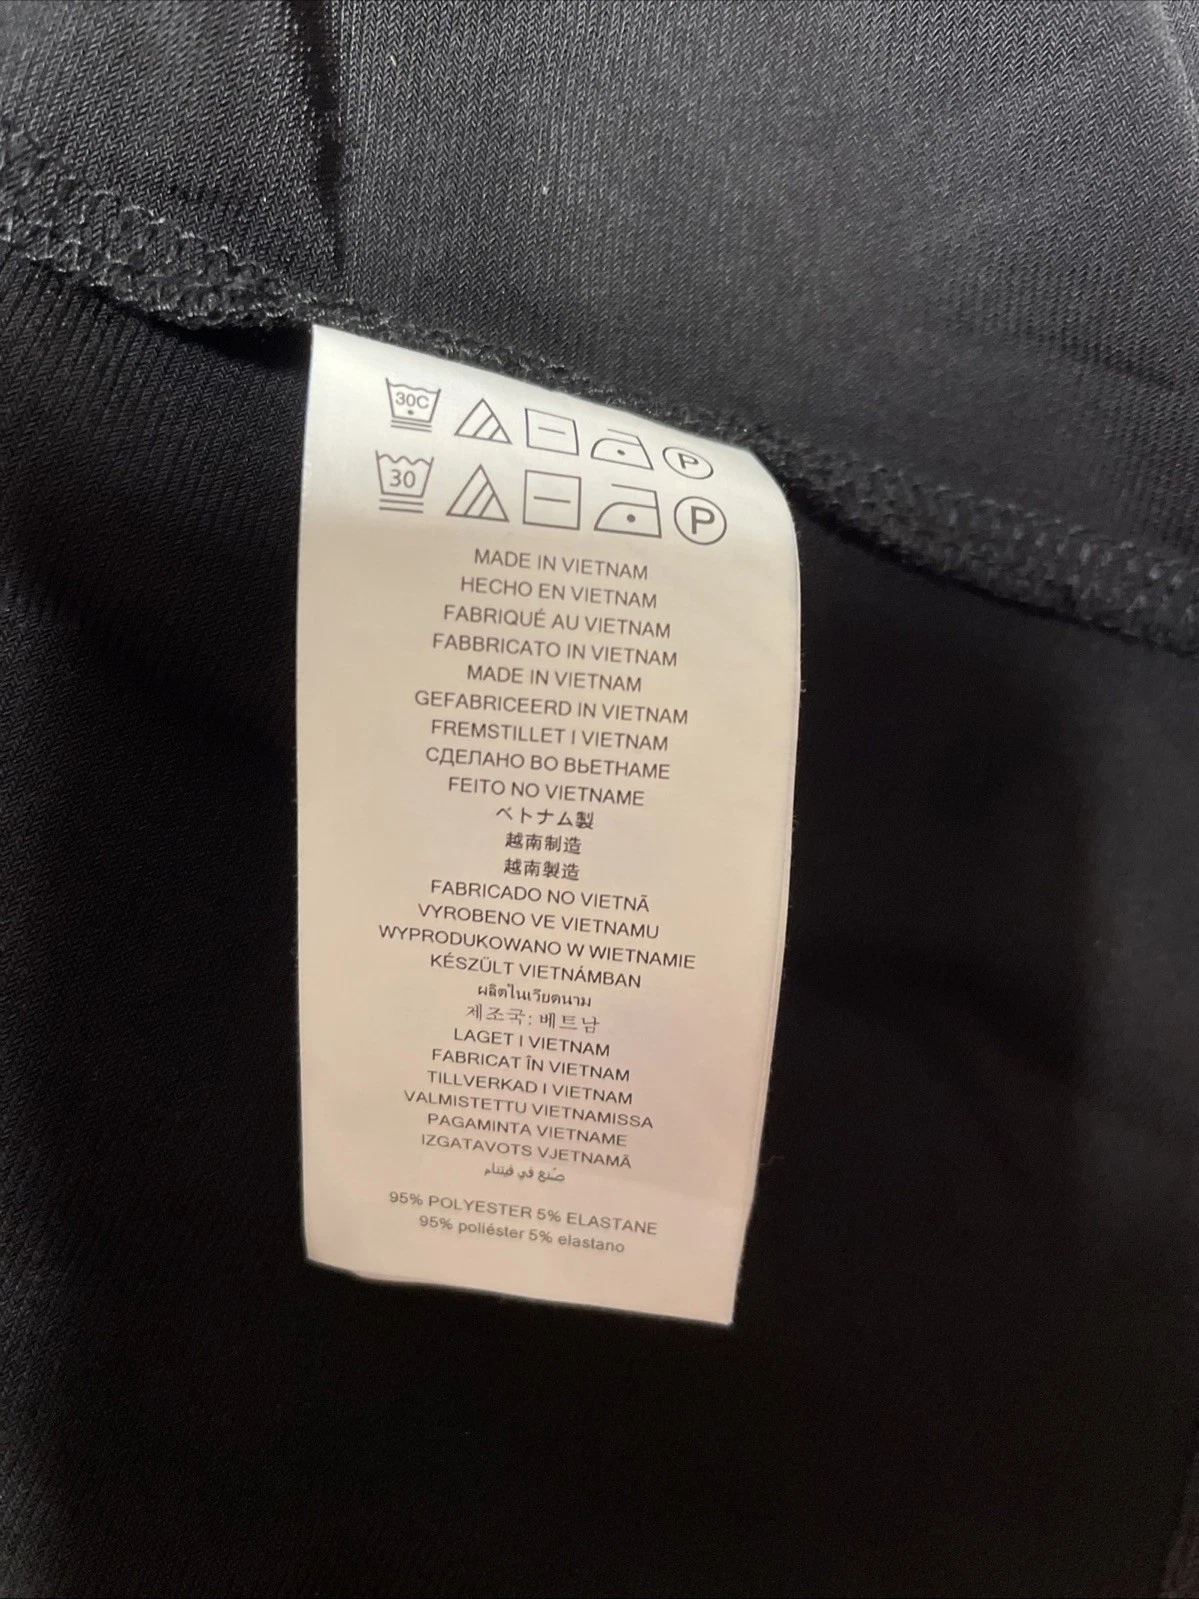 30C P
30 P
MADE IN VIETNAM
HECHO EN VIETNAM
FABRIQUÉ AU VIETNAM
FABBRICATO IN VIETNAM
MADE IN VIETNAM
GEFABRICEERD IN VIETNAM
FREMSTILLET I VIETNAM
СДЕЛАНО ВО ВЬЕТНАМЕ
FEITO NO VIETNAME
ベトナム製
越南制造
越南製造
FABRICADO NO VIETNÃ
VYROBENO VE VIETNAMU
WYPRODUKOWANO W WIETNAMIE
KÉSZÜLT VIETNÁMBAN
ผลิตในเวียดนาม
제조국: 베트남
LAGET I VIETNAM
FABRICAT ÎN VIETNAM
TILLVERKAD I VIETNAM
VALMISTETTU VIETNAMISSA
PAGAMINTA VIETNAME
IZGATAVOTS VJETNAMĀ
صُنع في فيتنام
95% POLYESTER 5% ELASTANE
95% poliéster 5% elastano